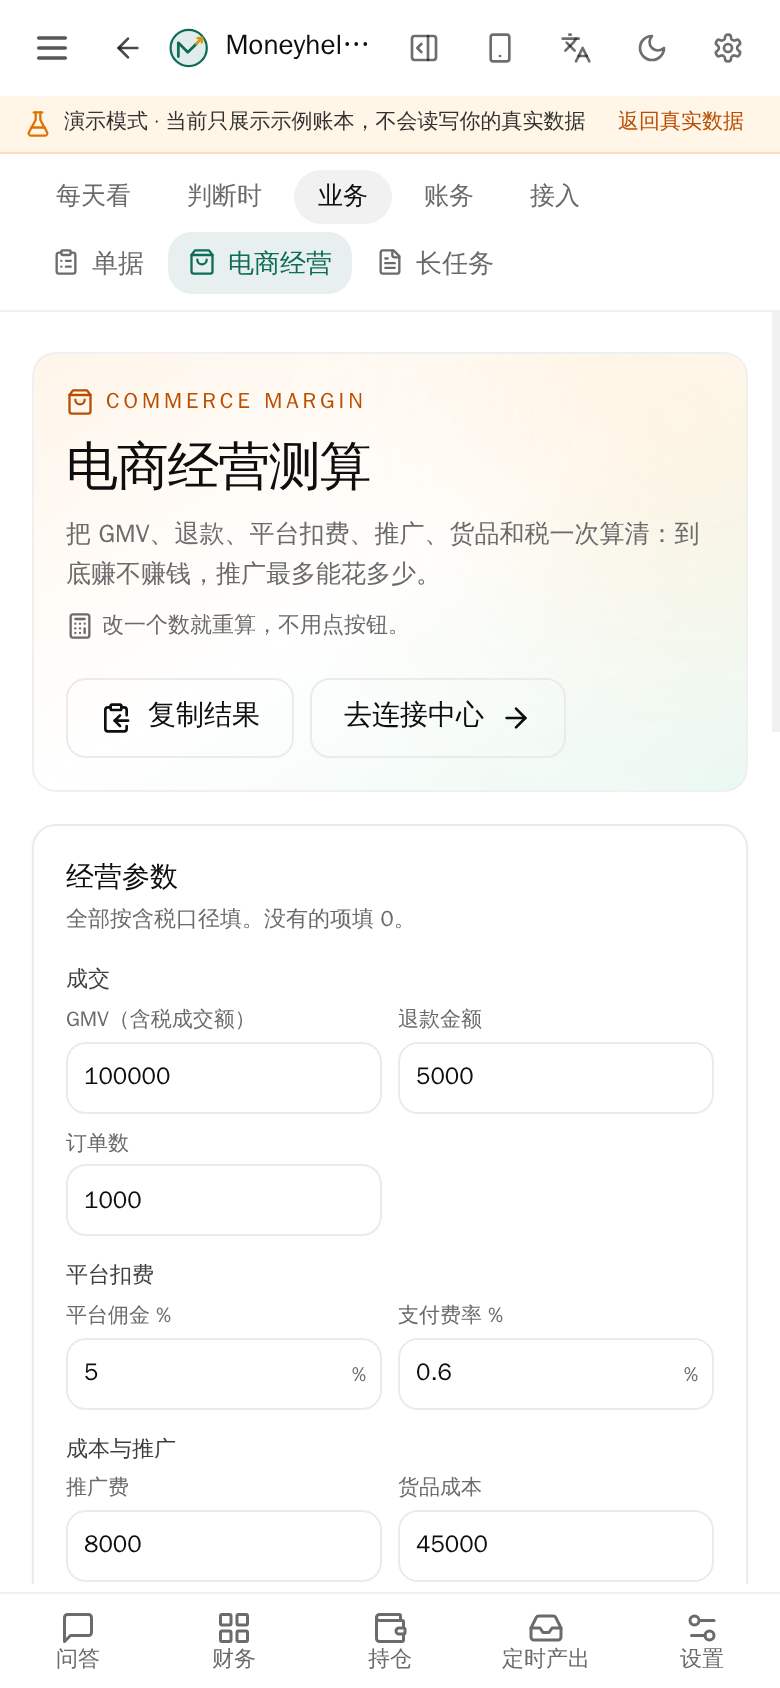 Moneyhel…
演示模式 · 当前只展示示例账本，不会读写你的真实数据 返回真实数据
每天看 判断时 业务 账务 接入
单据 电商经营 长任务
COMMERCE MARGIN
电商经营测算
把 GMV、退款、平台扣费、推广、货品和税一次算清：到
底赚不赚钱，推广最多能花多少。
改一个数就重算，不用点按钮。
复制结果 去连接中心
经营参数
全部按含税口径填。没有的项填 0。
成交
GMV（含税成交额） 退款金额
100000 5000
订单数
1000
平台扣费
平台佣金 % 支付费率 %
5 % 0.6 %
成本与推广
推广费 货品成本
8000 45000
问答 财务 持仓 定时产出 设置